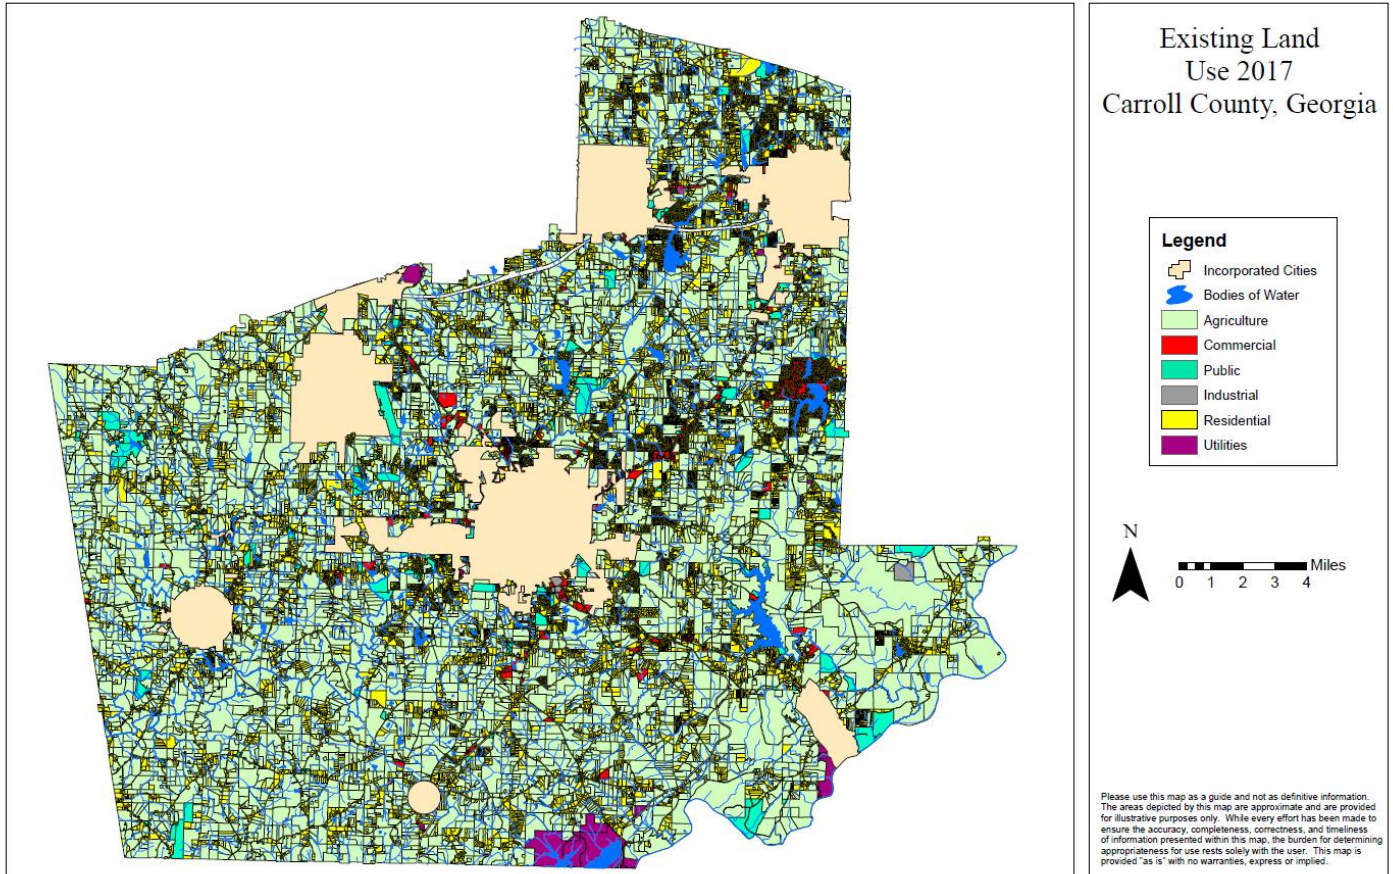 Existing Land
Use 2017
Carroll County, Georgia
Legend
Incorporated Cities
Bodies of Water
Agriculture
Commercial
Public
Industrial
Residential
Utilities
N
Miles
0 1 2 3 4
Please use this map as a guide and not as definitive information.
The areas depicted by this map are approximate and are provided
for illustrative purposes only. While every effort has been made to
ensure the accuracy, completeness, correctness, and timeliness
of information presented within this map, the burden for determining
appropriateness for use rests solely with the user. This map is
provided "as is" with no warranties, express or implied.